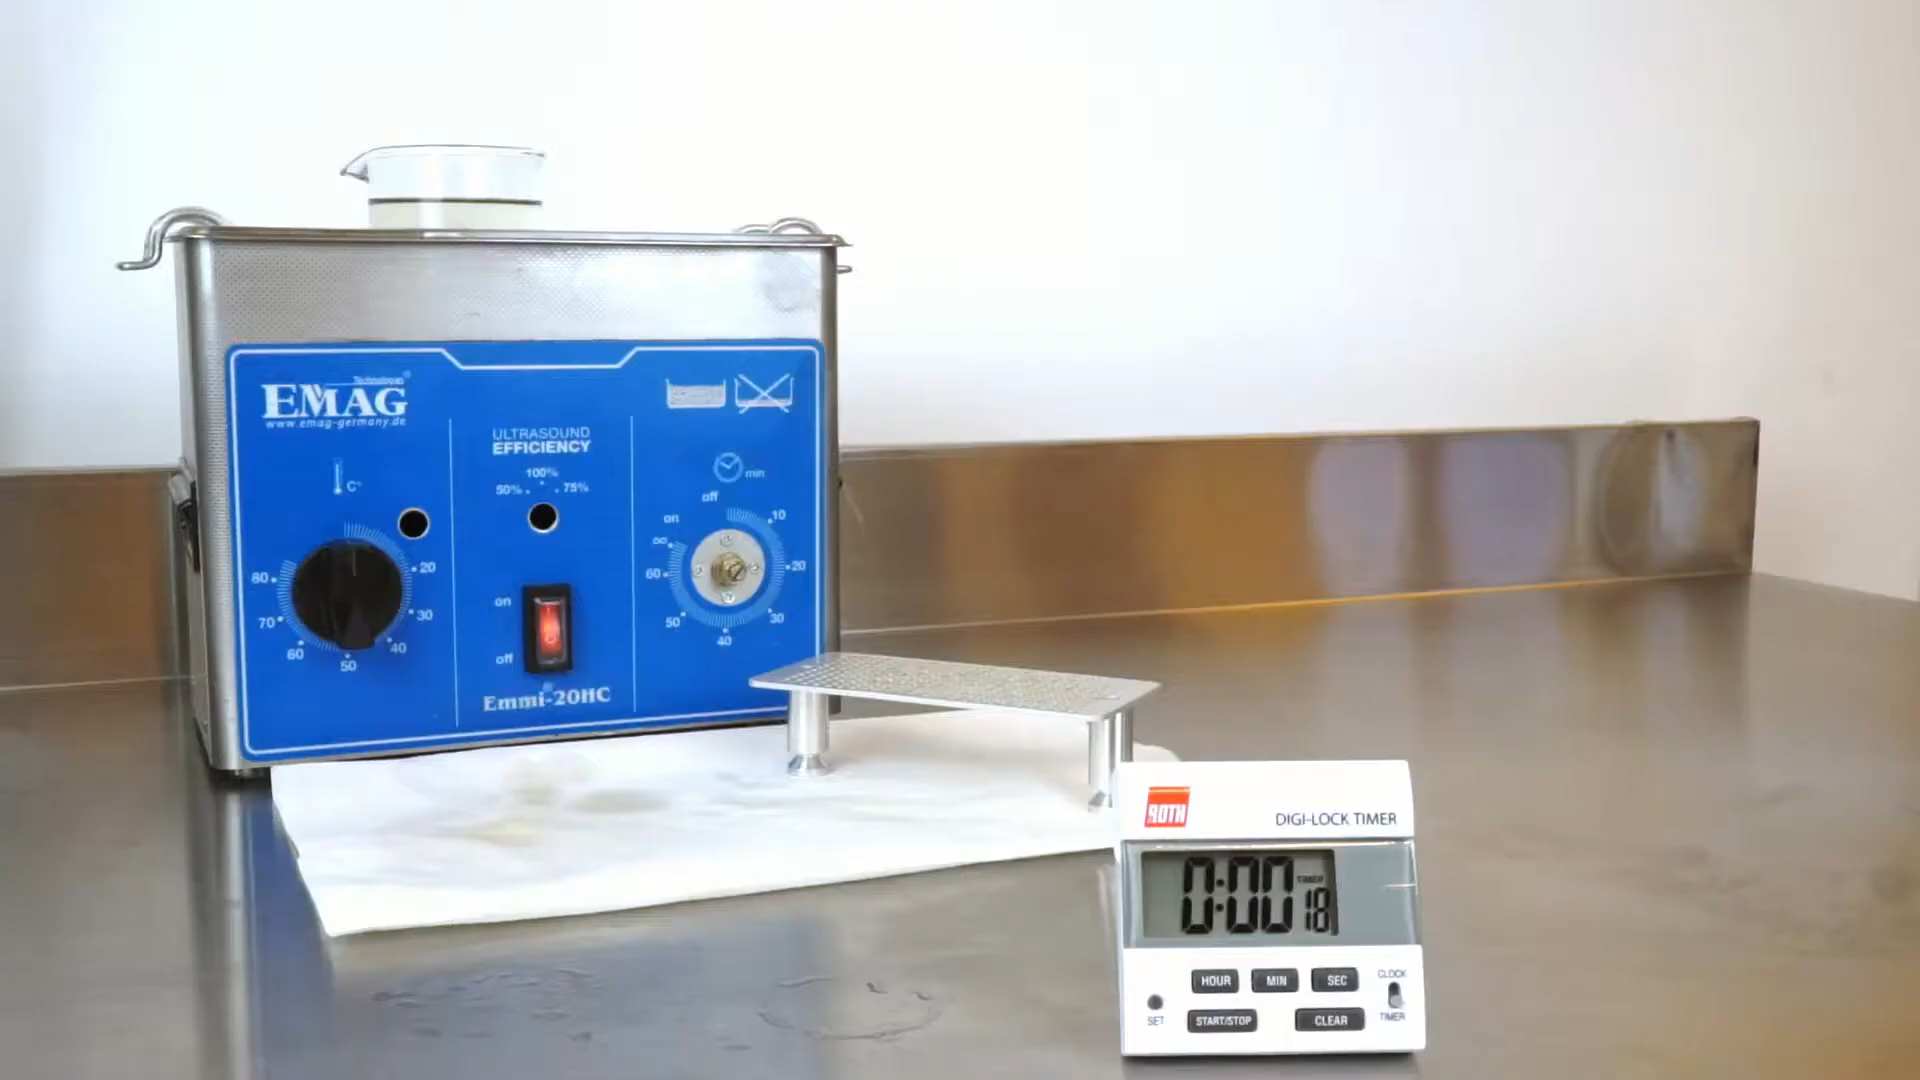 Technologies®
EMAG
www.emag-germany.de
C°
20
30
40
50
60
70
80
ULTRASOUND
EFFICIENCY
100%
50%
75%
on
off
Emmi-20HC
min
off
on
∞
10
20
30
40
50
60
ROTH
DIGI-LOCK TIMER
0:00 18
TIMER
HOUR
MIN
SEC
CLOCK
SET
START/STOP
CLEAR
TIMER